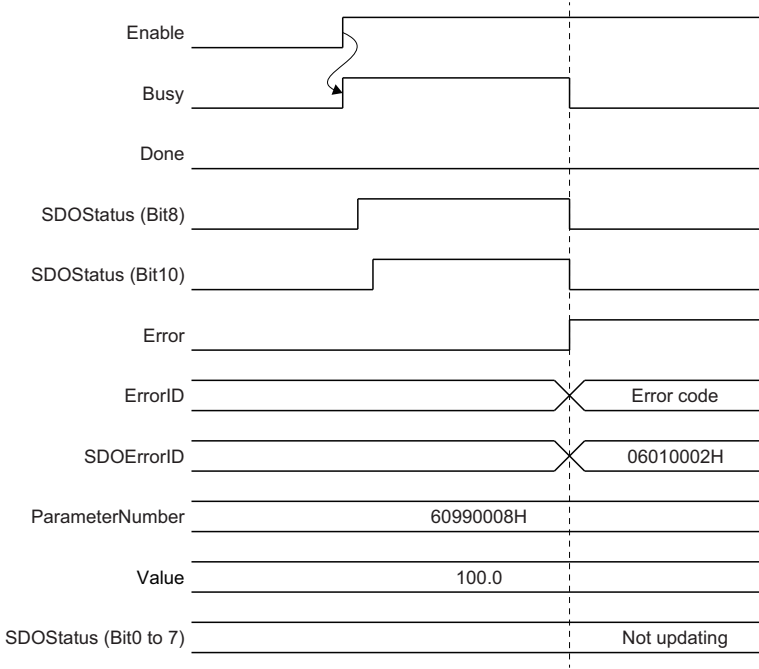 Enable
Busy
Done
SDOStatus (Bit8)
SDOStatus (Bit10)
Error
ErrorID Error code
SDOErrorID 06010002H
ParameterNumber 60990008H
Value 100.0
SDOStatus (Bit0 to 7) Not updating